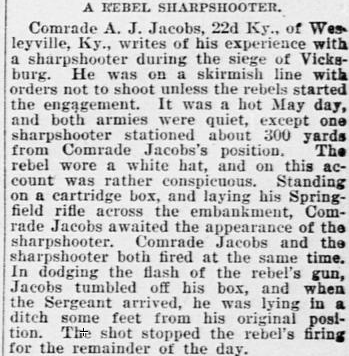 A REBEL SHARPSHOOTER.
Comrade A. J. Jacobs, 22d Ky., of Wes-
leyville, Ky., writes of his experience with
a sharpshooter during the siege of Vicks-
burg. He was on a skirmish line with
orders not to shoot unless the rebels started
the engagement. It was a hot May day,
and both armies were quiet, except one
sharpshooter stationed about 300 yards
from Comrade Jacobs's position. The
rebel wore a white hat, and on this ac-
count was rather conspicuous. Standing
on a cartridge box, and laying his Spring-
field rifle across the embankment, Com-
rade Jacobs awaited the appearance of the
sharpshooter. Comrade Jacobs and the
sharpshooter both fired at the same time.
In dodging the flash of the rebel's gun,
Jacobs tumbled off his box, and when
the Sergeant arrived, he was lying in a
ditch some feet from his original posi-
tion. The shot stopped the rebel's firing
for the remainder of the day.